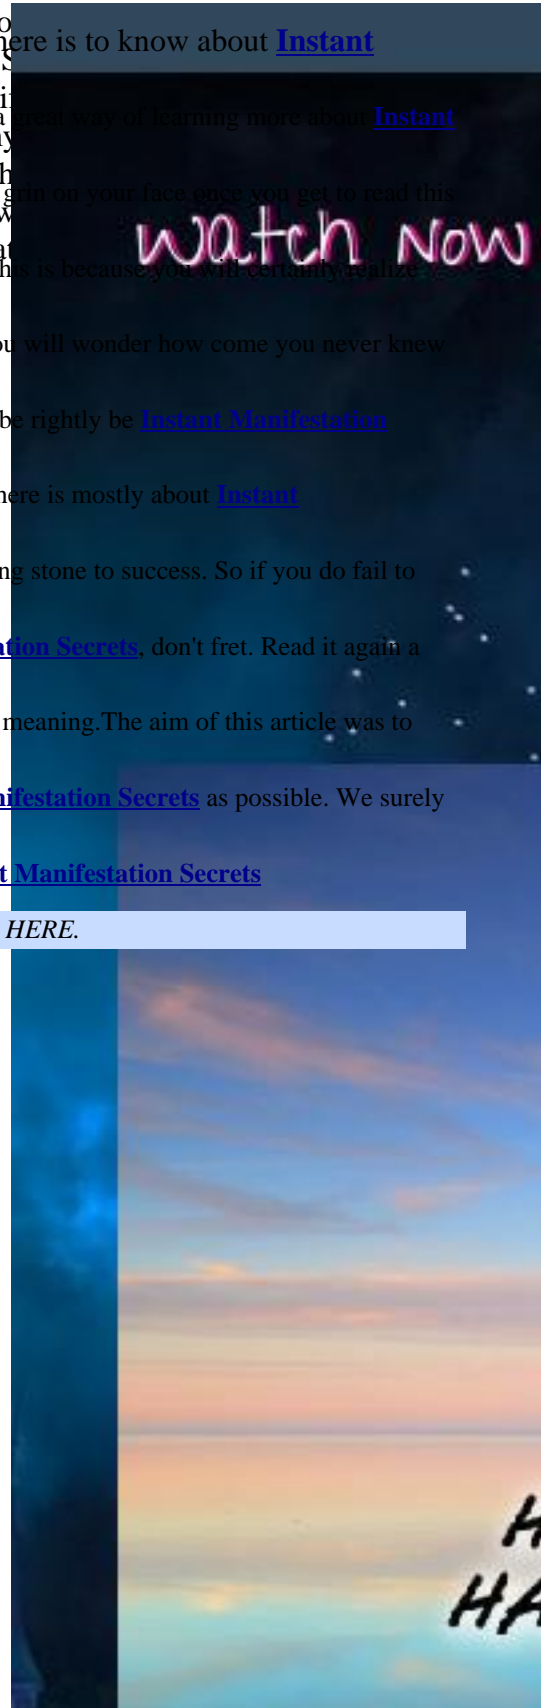 here is to know about Instant
a great way of learning more about Instant
grin on your face once you get to read this
Watch Now
his is because you will certainly realize
ou will wonder how come you never knew
be rightly be Instant Manifestation
here is mostly about Instant
ng stone to success. So if you do fail to
ation Secrets, don't fret. Read it again a
meaning.The aim of this article was to
nifestation Secrets as possible. We surely
t Manifestation Secrets
HERE.
H
HA